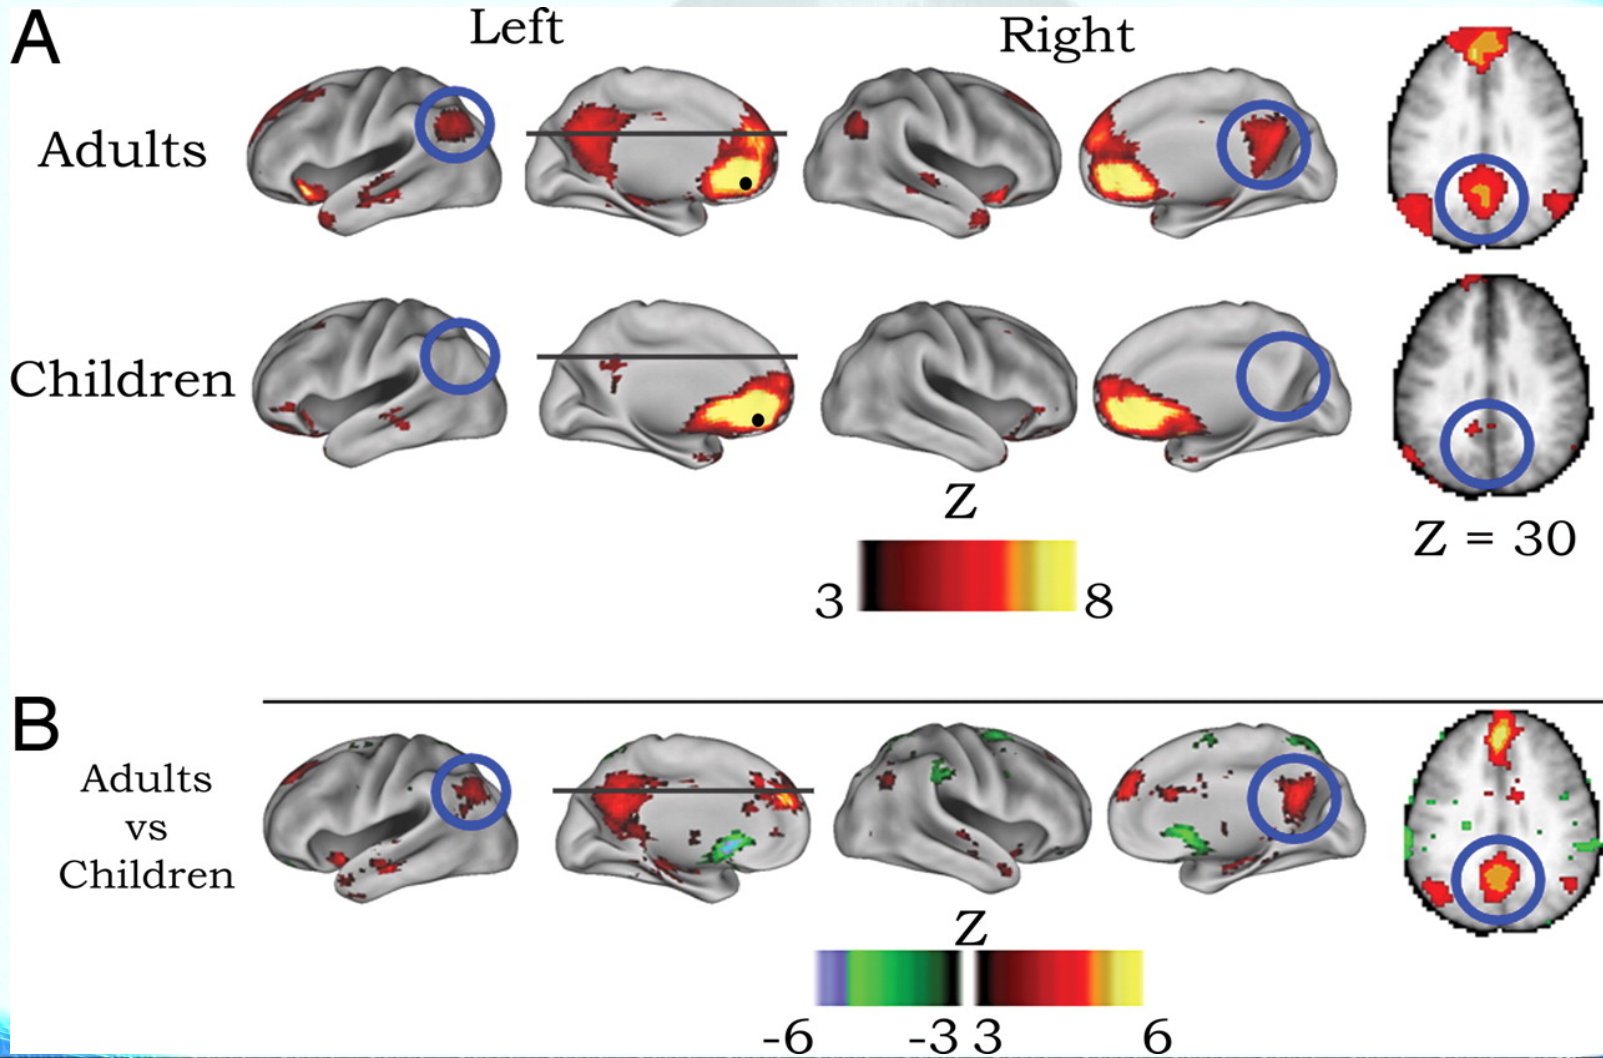 A
Left
Right
Adults
Children
Z
3
8
Z = 30
B
Adults
vs
Children
Z
-6
-3
3
6